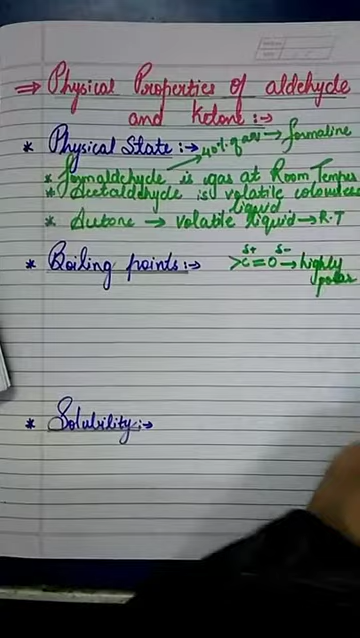 ⇒ Physical Properties of aldehyde
and Ketone :→
* Physical State :→ 40% aq → formaline
* Formaldehyde is gas at Room Temper
* Acetaldehyde is volatile colourless
liquid
* Acetone → volatile liquid → R.T
* Boiling points :→ >C=O → highly
δ+ δ-
polar
* Solubility :→